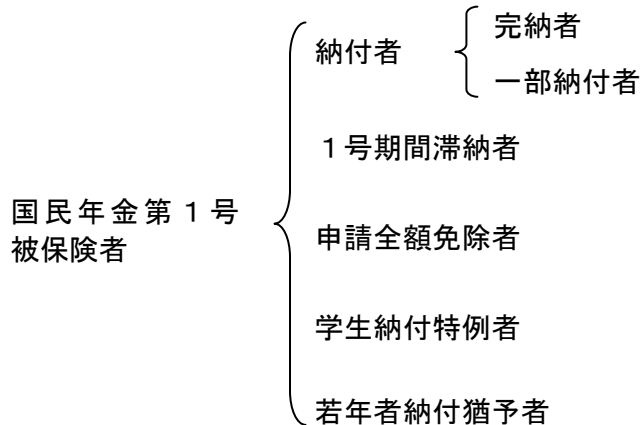 国民年金第１号
被保険者
納付者
完納者
一部納付者
１号期間滞納者
申請全額免除者
学生納付特例者
若年者納付猶予者